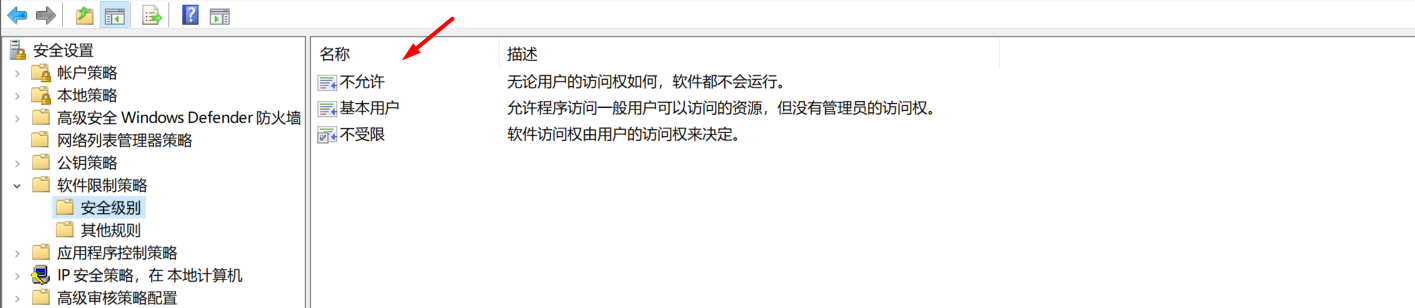 安全设置
帐户策略
本地策略
高级安全 Windows Defender 防火墙
网络列表管理器策略
公钥策略
软件限制策略
安全级别
其他规则
应用程序控制策略
IP 安全策略，在 本地计算机
高级审核策略配置
名称 描述
不允许 无论用户的访问权如何，软件都不会运行。
基本用户 允许程序访问一般用户可以访问的资源，但没有管理员的访问权。
不受限 软件访问权由用户的访问权来决定。